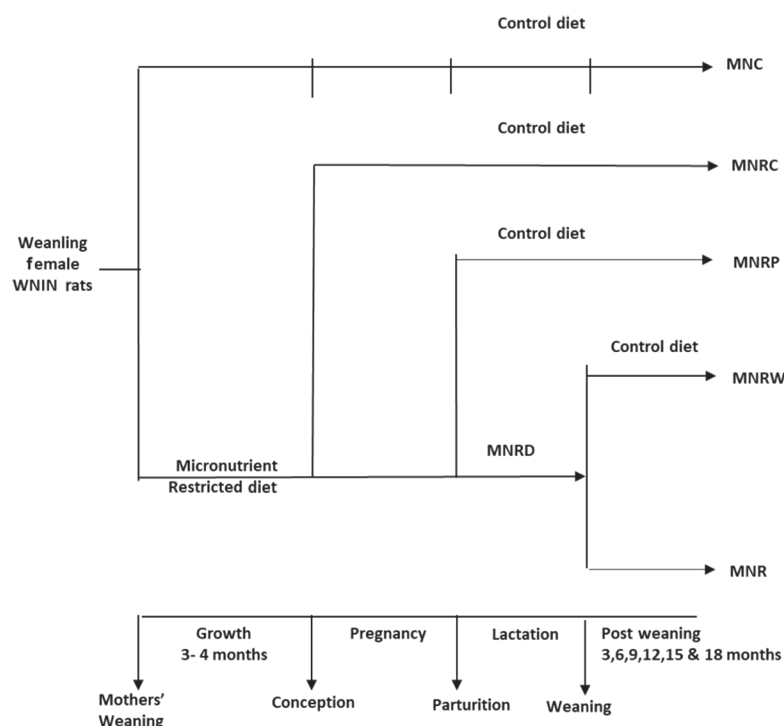 Control diet
MNC
Control diet
MNRC
Weanling
female
WNIN rats
Control diet
MNRP
Control diet
MNRW
MNRD
Micronutrient
Restricted diet
MNR
Growth
3- 4 months
Pregnancy
Lactation
Post weaning
3,6,9,12,15 & 18 months
Mothers'
Weaning
Conception
Parturition
Weaning